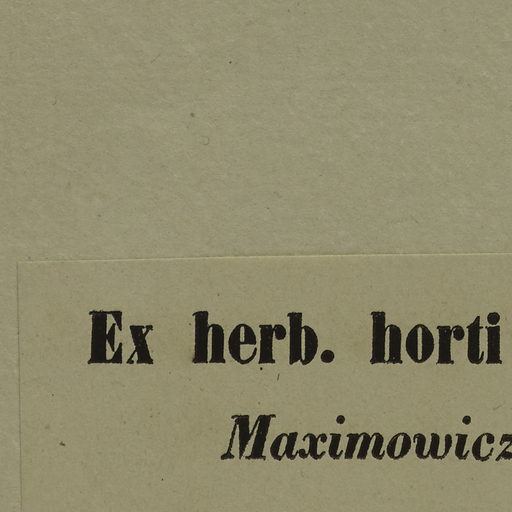 Ex herb. horti
Maximowicz